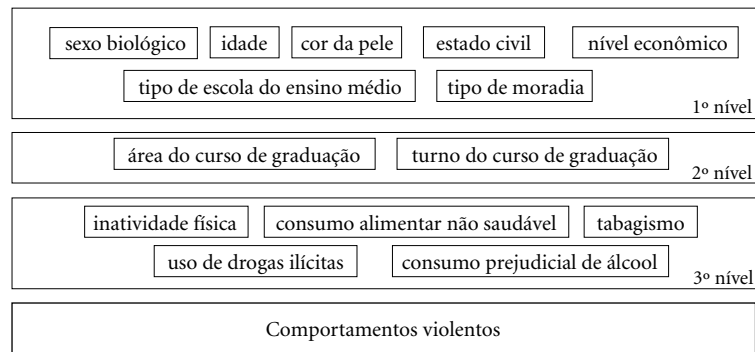 sexo biológico idade cor da pele estado civil nível econômico
tipo de escola do ensino médio tipo de moradia
1º nível
área do curso de graduação turno do curso de graduação
2º nível
inatividade física consumo alimentar não saudável tabagismo
uso de drogas ilícitas consumo prejudicial de álcool
3º nível
Comportamentos violentos